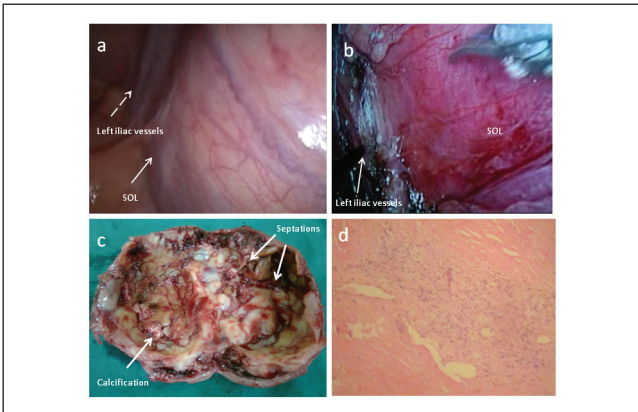 a
Left iliac vessels
SOL
b
SOL
Left iliac vessels
c
Septations
Calcification
d